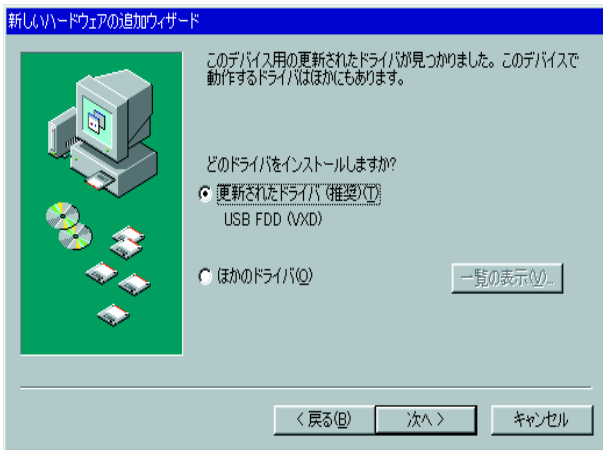 新しいハードウェアの追加ウィザード
このデバイス用の更新されたドライバが見つかりました。このデバイスで
動作するドライバはほかにもあります。
どのドライバをインストールしますか?
更新されたドライバ (推奨)(T)
USB FDD (VXD)
ほかのドライバ(O)
一覧の表示(V)...
< 戻る(B)
次へ >
キャンセル